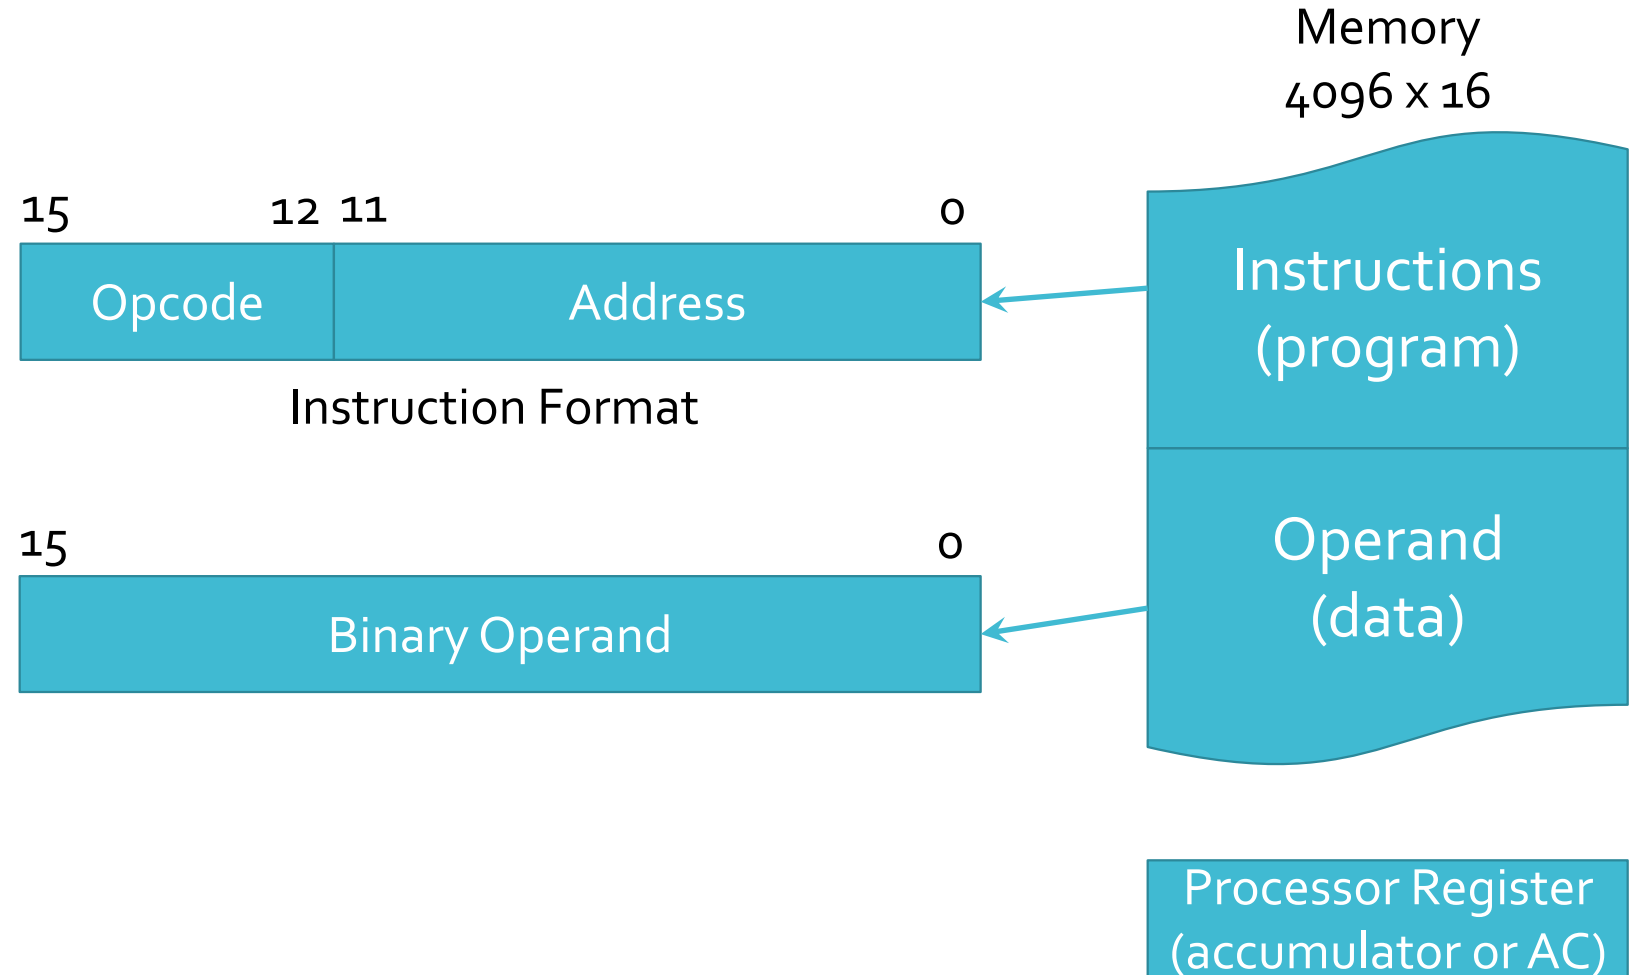 Memory
4096 x 16
15 12 11 0
Opcode Address
Instruction Format
15 0
Binary Operand
Instructions
(program)
Operand
(data)
Processor Register
(accumulator or AC)